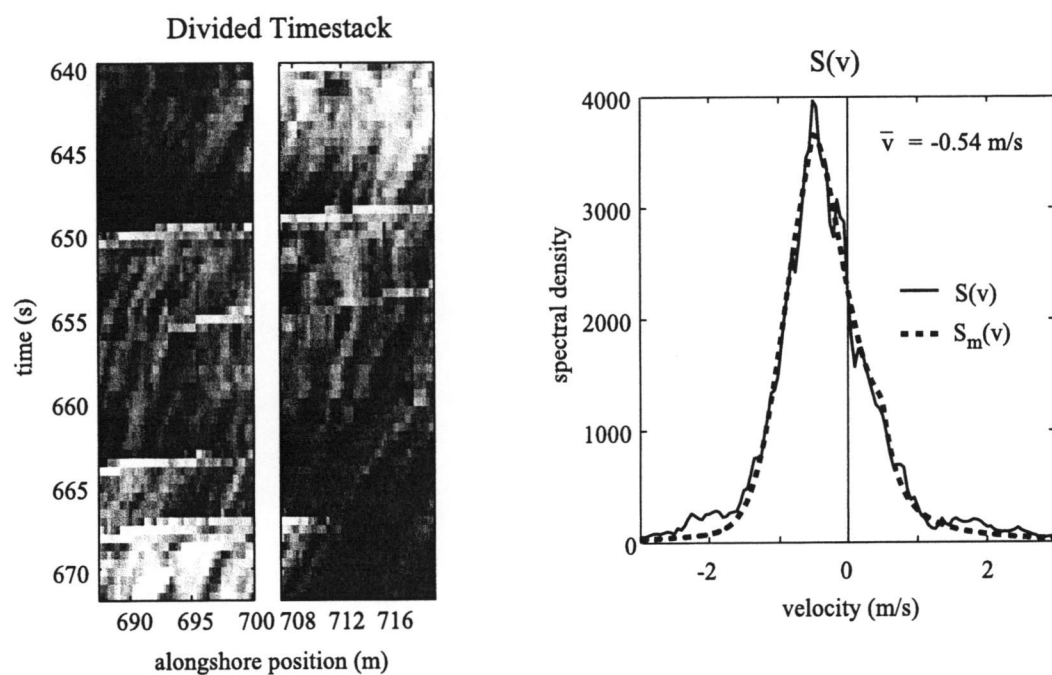 Divided Timestack
640
645
650
655
660
665
670
time (s)
690 695 700 708 712 716
alongshore position (m)
S(v)
4000
3000
2000
1000
0
spectral density
v̅ = -0.54 m/s
S(v)
Sm(v)
-2 0 2
velocity (m/s)